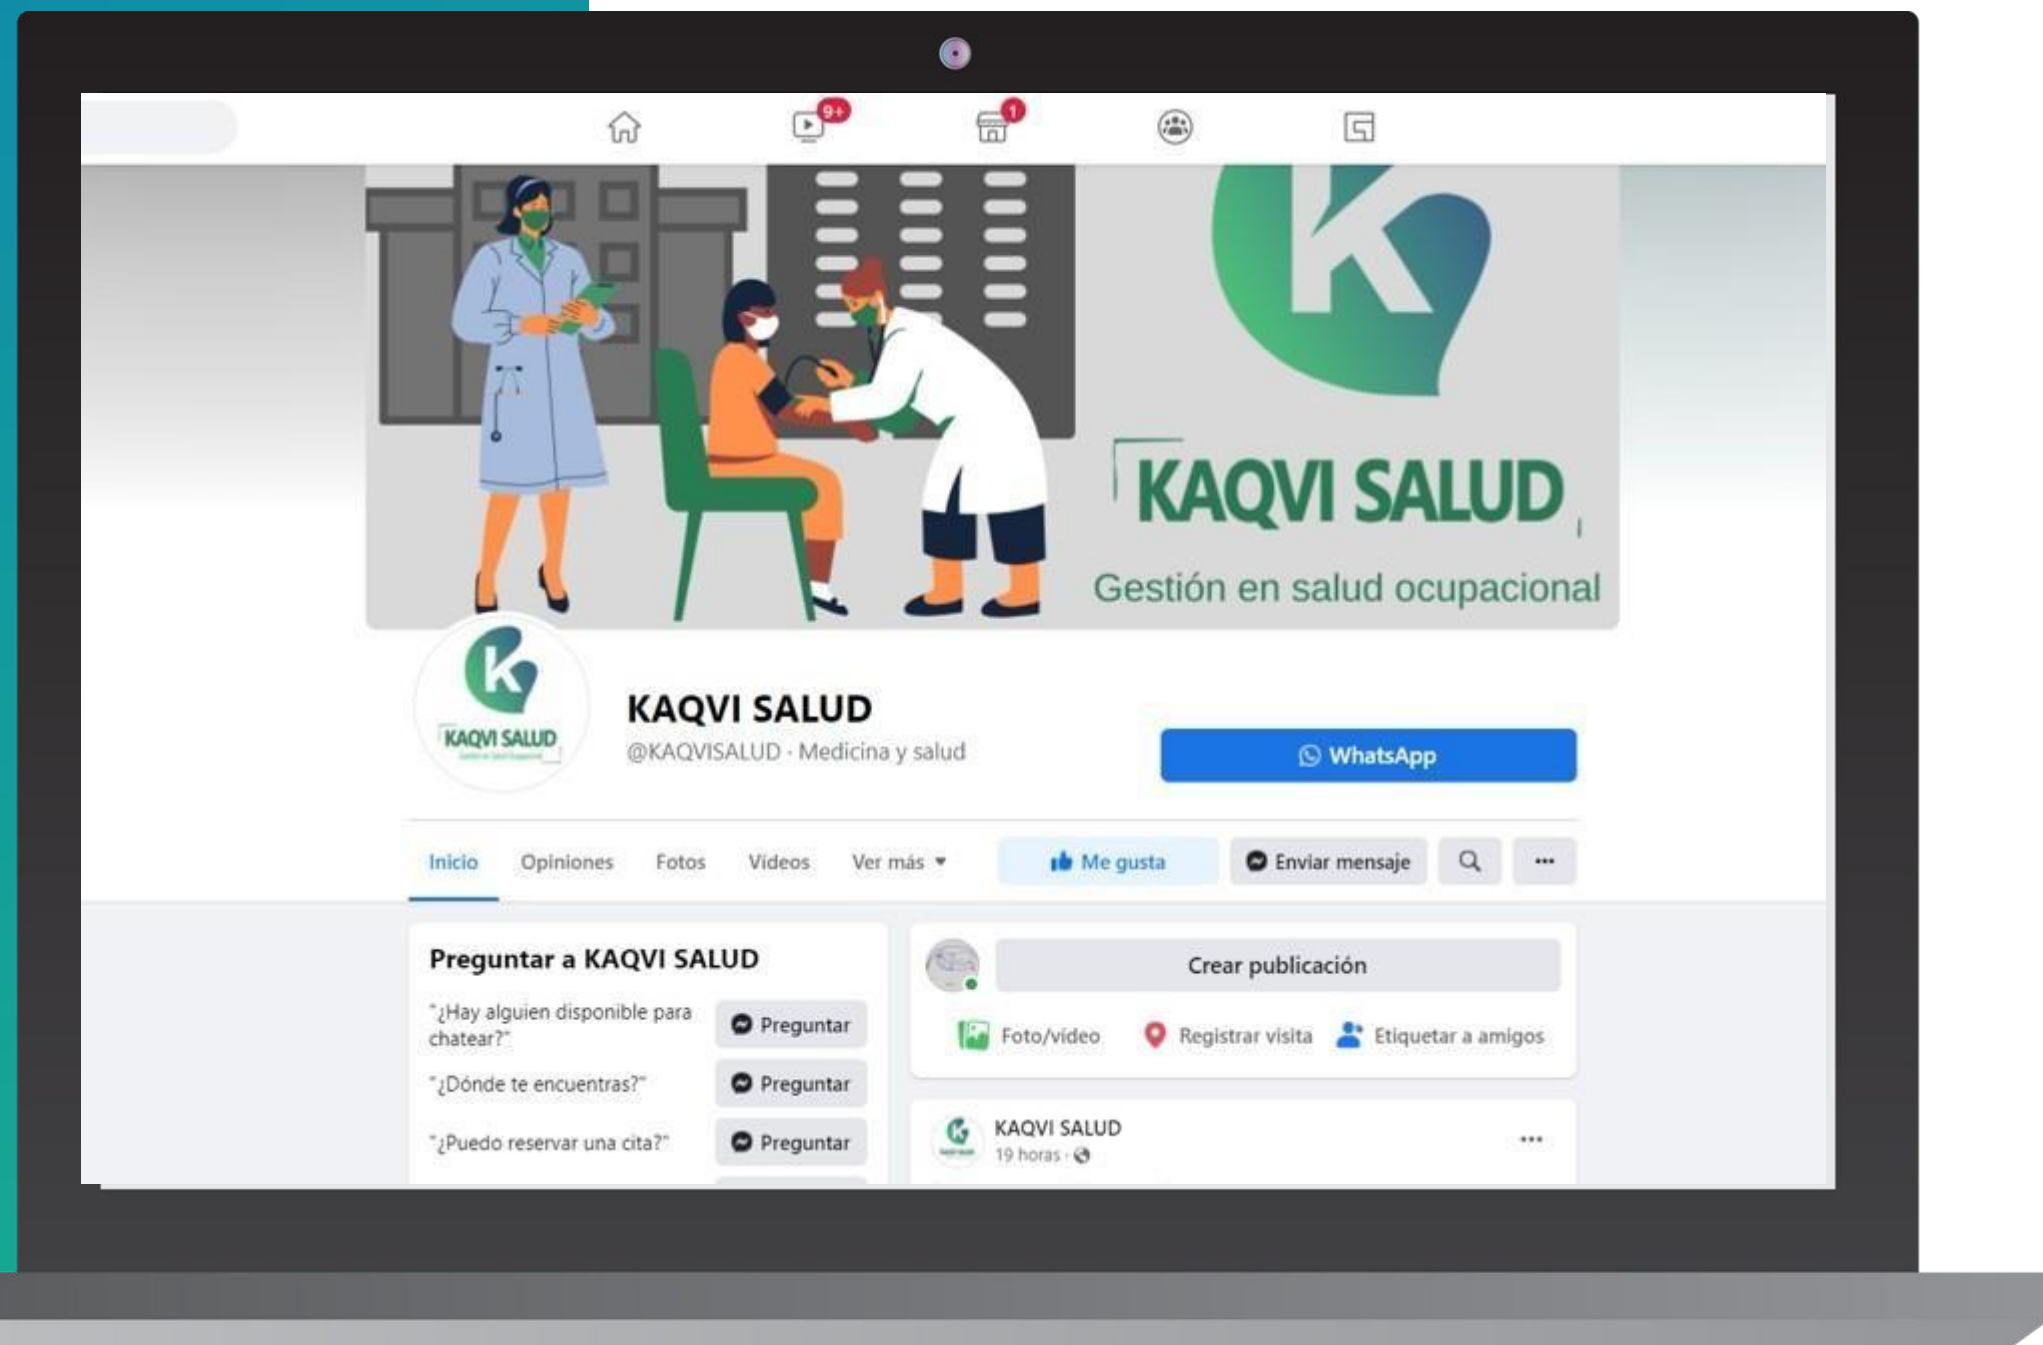 9+
1
K
KAQVI SALUD
Gestión en salud ocupacional
K
KAQVI SALUD
KAQVI SALUD
@KAQVISALUD · Medicina y salud
WhatsApp
Inicio
Opiniones
Fotos
Vídeos
Ver más
Me gusta
Enviar mensaje
Preguntar a KAQVI SALUD
"¿Hay alguien disponible para
chatear?"
Preguntar
"¿Dónde te encuentras?"
Preguntar
"¿Puedo reservar una cita?"
Preguntar
Crear publicación
Foto/vídeo
Registrar visita
Etiquetar a amigos
KAQVI SALUD
19 horas ·